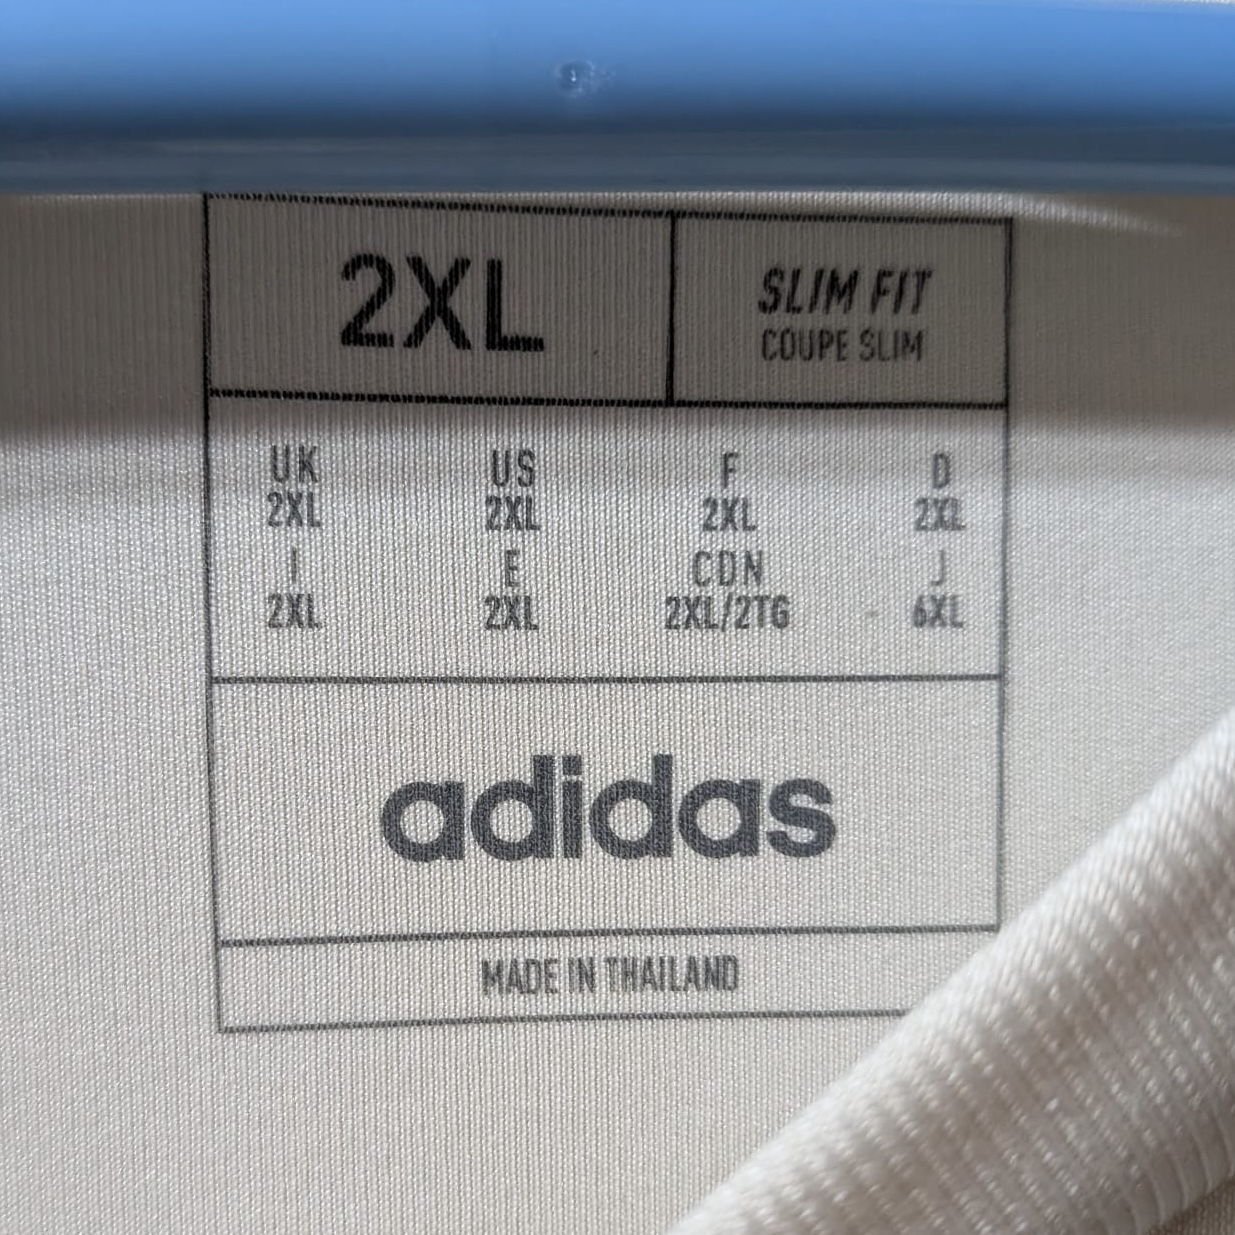 2XL
SLIM FIT
COUPE SLIM
UK US F D
2XL 2XL 2XL 2XL
I E CDN J
2XL 2XL 2XL/2TG 6XL
adidas
MADE IN THAILAND